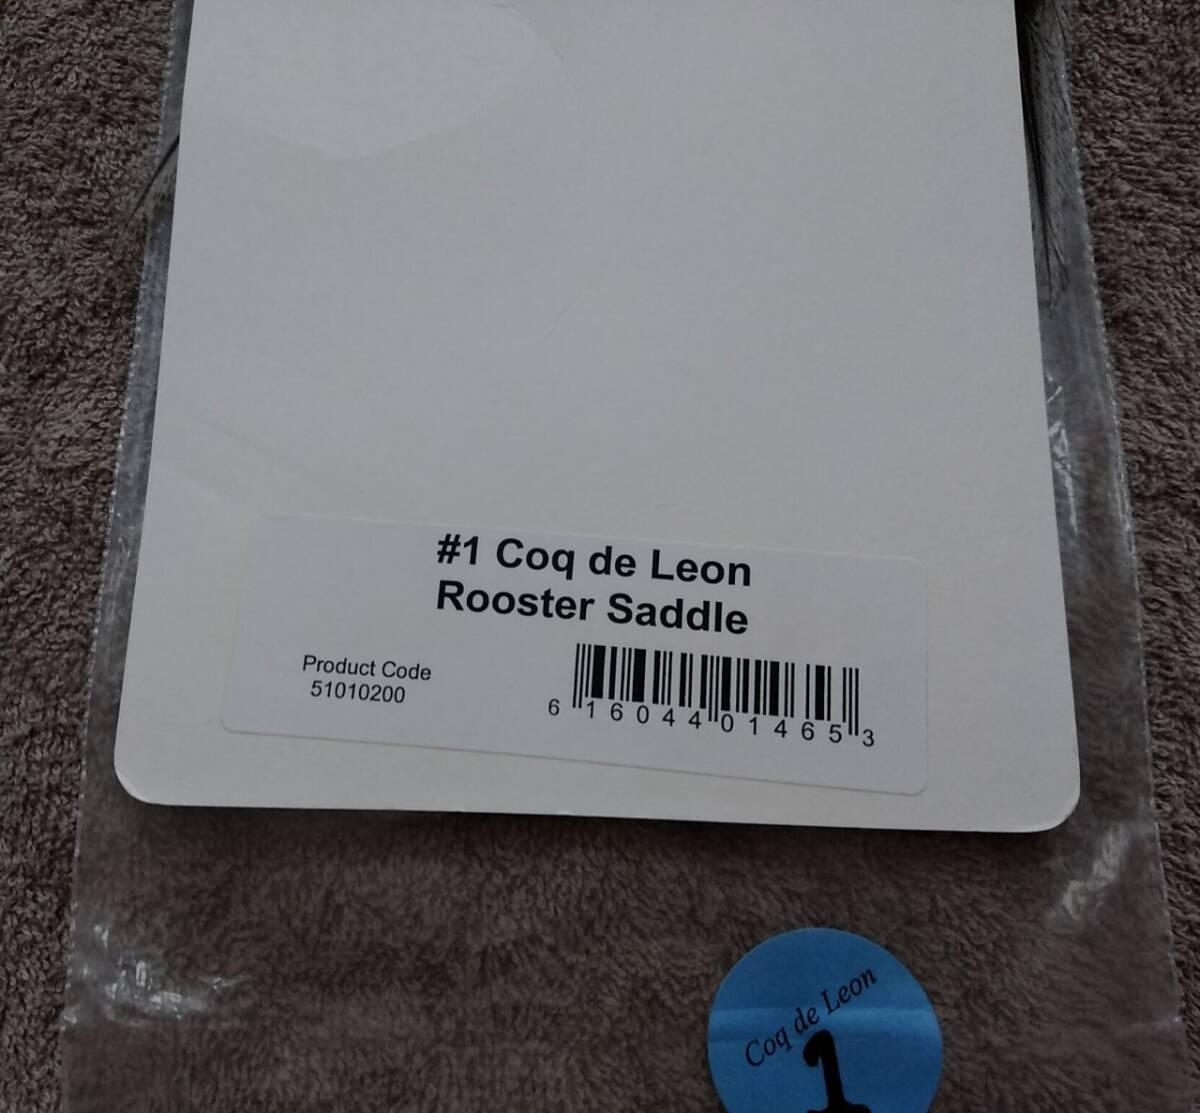 #1 Coq de Leon
Rooster Saddle
Product Code
51010200
6 16044 01465 3
Coq de Leon
1